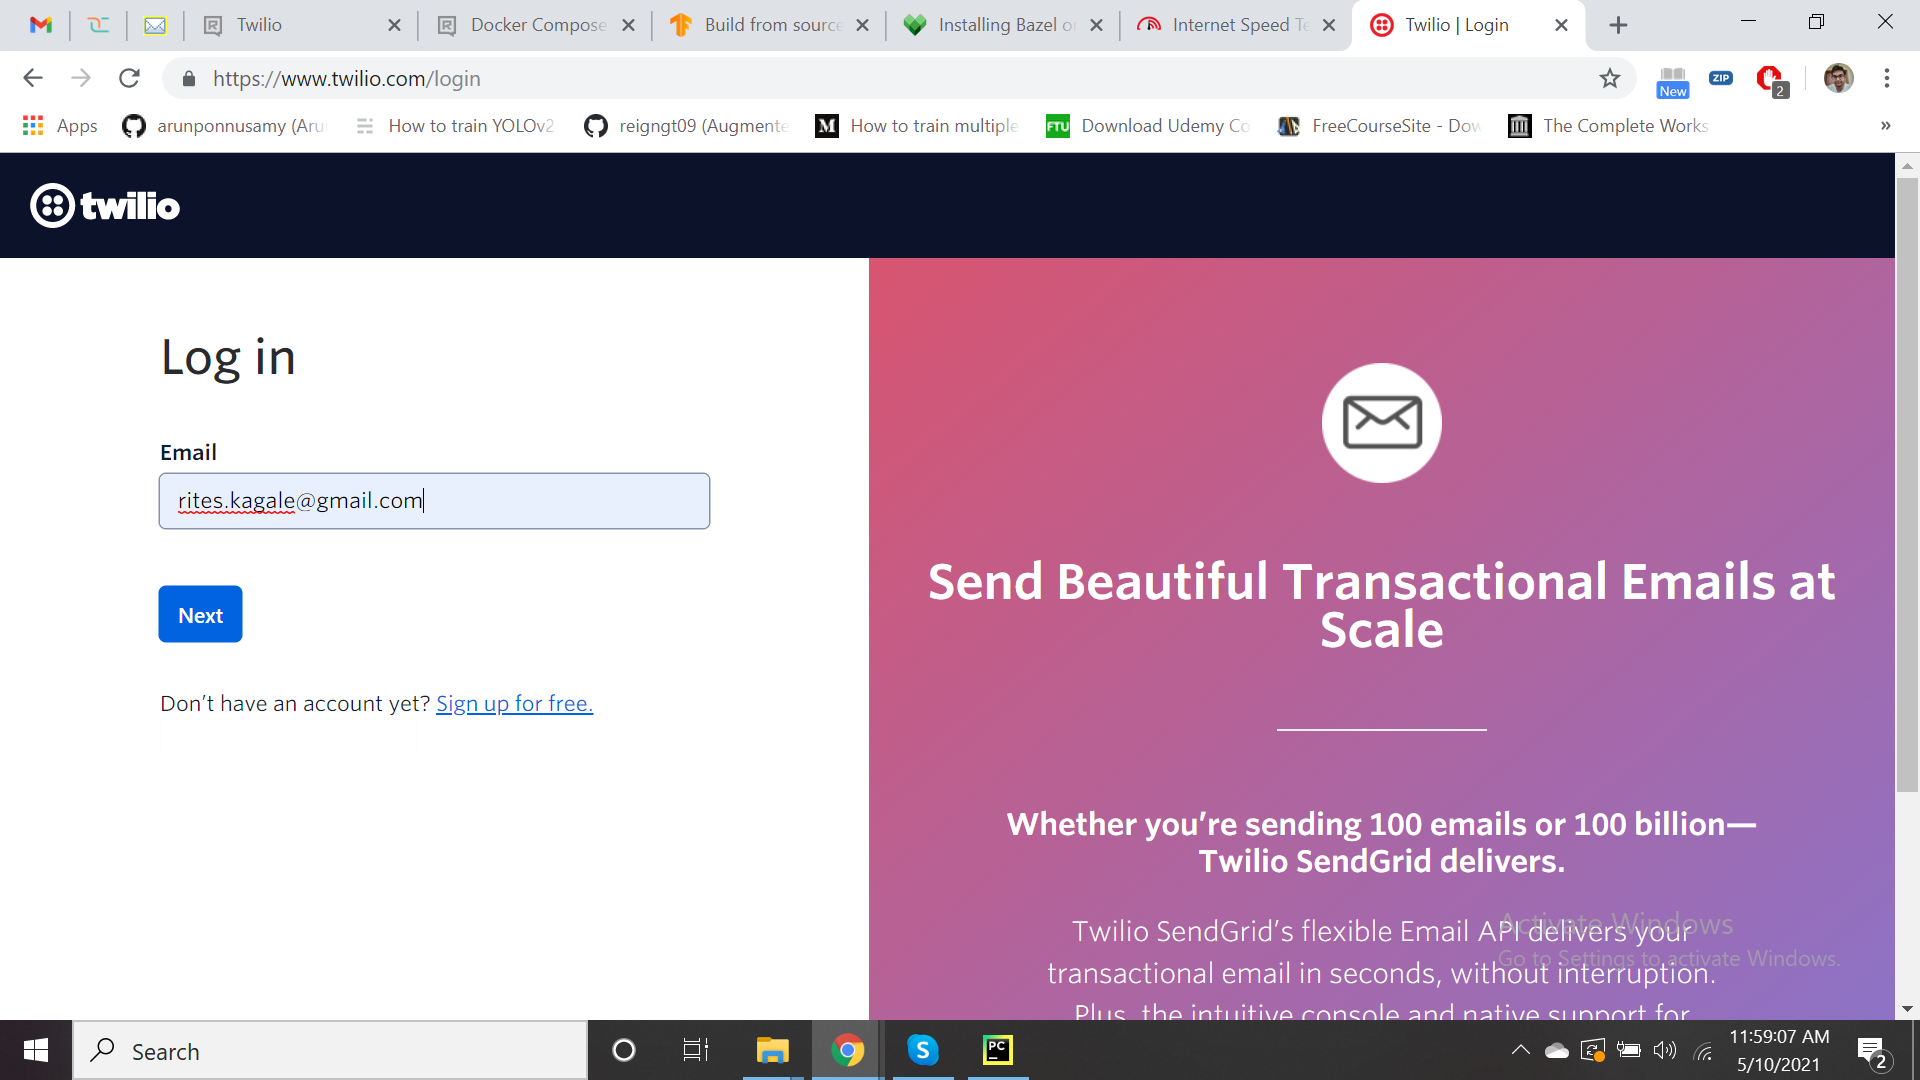 Twilio
Docker Compose
Build from source
Installing Bazel or
Internet Speed Te
Twilio | Login
https://www.twilio.com/login
New
ZIP
2
Apps
arunponnusamy (Aru
How to train YOLOv2
reigngt09 (Augmente
How to train multiple
FTU
Download Udemy Co
FreeCourseSite - Dow
The Complete Works
»
twilio
Log in
Email
rites.kagale@gmail.com
Next
Don’t have an account yet? Sign up for free.
Send Beautiful Transactional Emails at
Scale
Whether you’re sending 100 emails or 100 billion—
Twilio SendGrid delivers.
Twilio SendGrid’s flexible Email API delivers your
transactional email in seconds, without interruption.
Plus, the intuitive console and native support for
Activate Windows
Go to Settings to activate Windows.
Search
PC
11:59:07 AM
5/10/2021
2